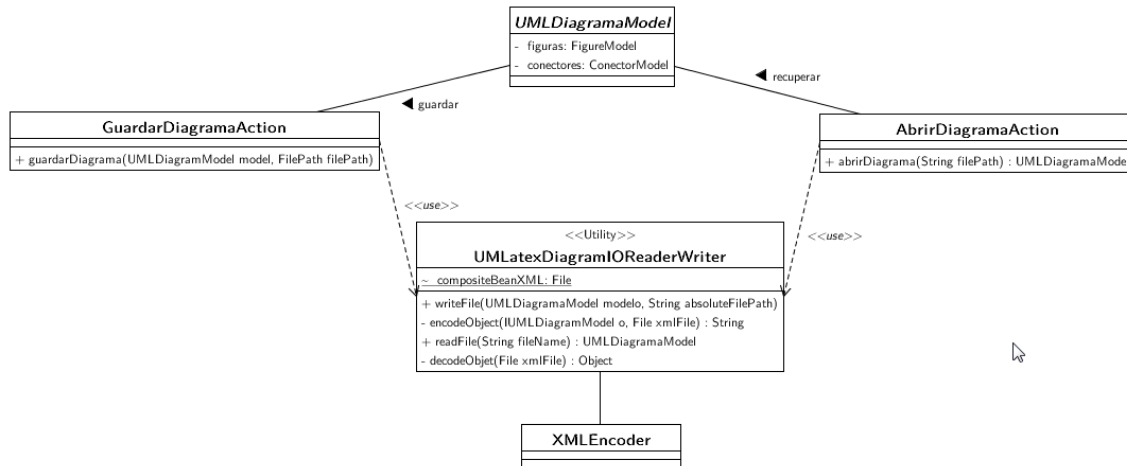 UMLDiagramaModel
- figuras: FigureModel
- conectores: ConectorModel
◀ guardar
◀ recuperar
GuardarDiagramaAction
+ guardarDiagrama(UMLDiagramModel model, FilePath filePath)
AbrirDiagramaAction
+ abrirDiagrama(String filePath) : UMLDiagramaMode
<<use>>
<<use>>
<<Utility>>
UMLatexDiagramIOReaderWriter
~ compositeBeanXML: File
+ writeFile(UMLDiagramaModel modelo, String absoluteFilePath)
- encodeObject(IUMLDiagramModel o, File xmlFile) : String
+ readFile(String fileName) : UMLDiagramaModel
- decodeObjet(File xmlFile) : Object
XMLEncoder